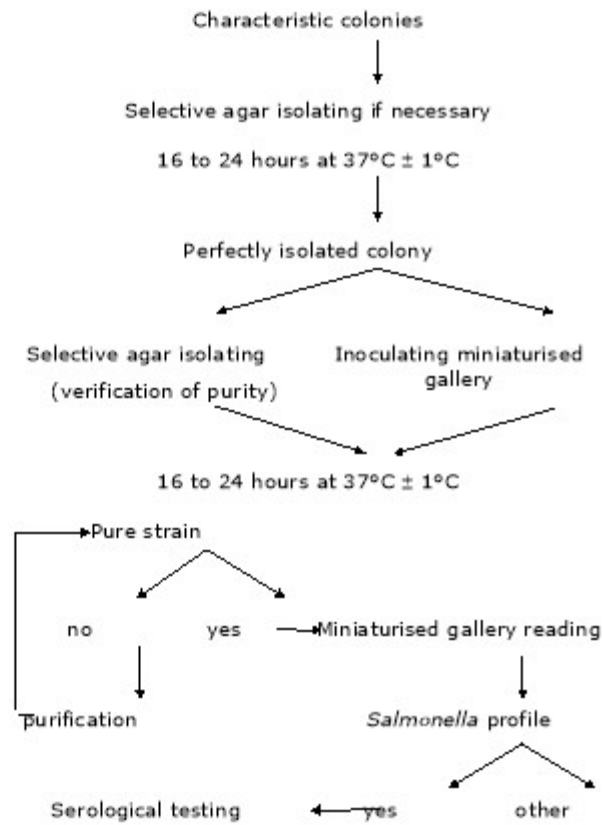 Characteristic colonies
Selective agar isolating if necessary
16 to 24 hours at 37°C ± 1°C
Perfectly isolated colony
Selective agar isolating
(verification of purity)
Inoculating miniaturised
gallery
16 to 24 hours at 37°C ± 1°C
Pure strain
no
yes
Miniaturised gallery reading
purification
Salmonella profile
Serological testing
yes
other